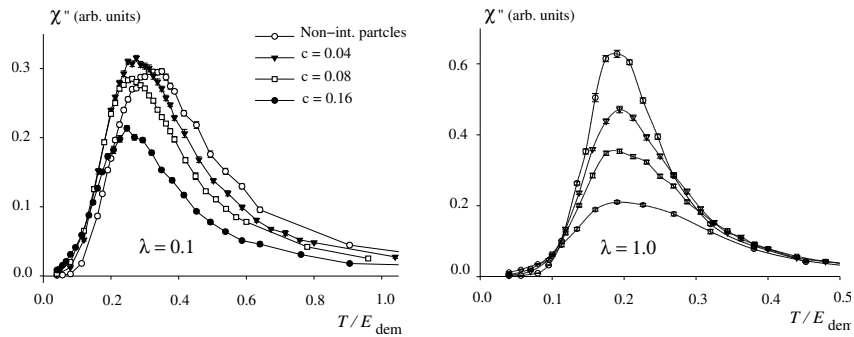 χ" (arb. units)
Non-int. partcles
c = 0.04
c = 0.08
c = 0.16
0.3
0.2
0.1
0.0
λ = 0.1
0.0 0.2 0.4 0.6 0.8 1.0
T / E dem
χ" (arb. units)
0.6
0.4
0.2
0.0
λ = 1.0
0.0 0.1 0.2 0.3 0.4 0.5
T / E dem